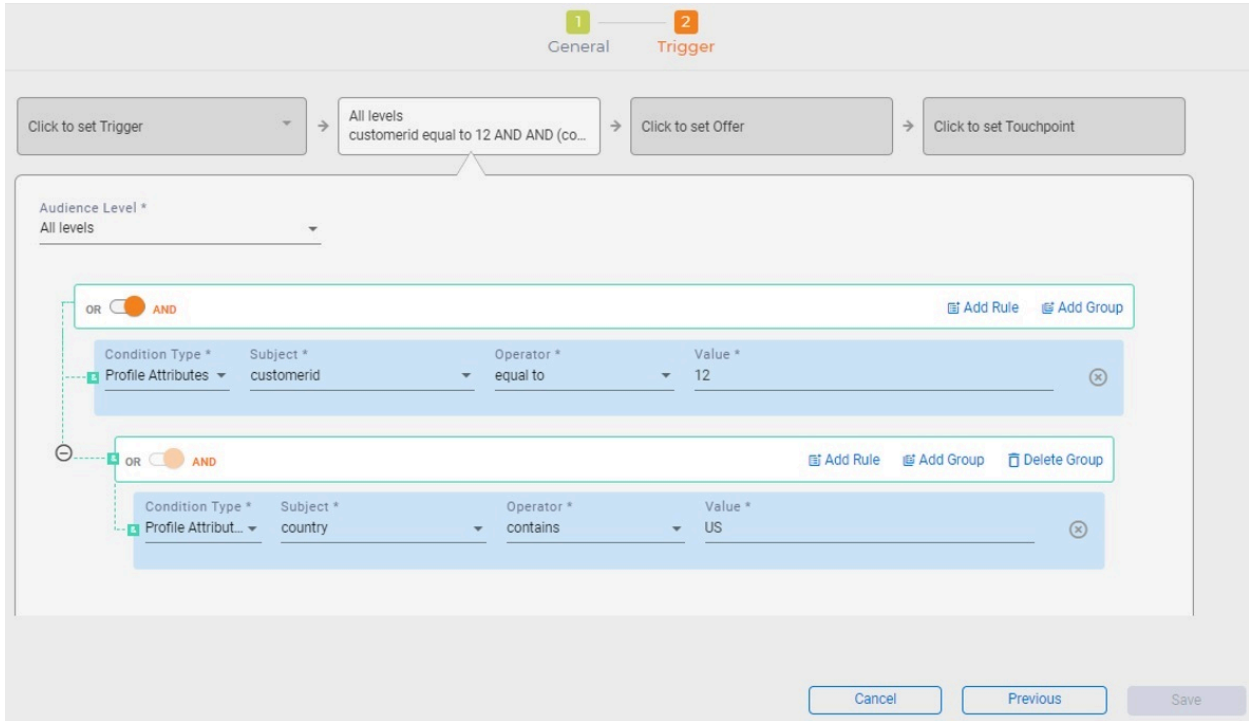 1
2
General
Trigger
Click to set Trigger
All levels
customerid equal to 12 AND AND (co...
Click to set Offer
Click to set Touchpoint
Audience Level *
All levels
OR AND
Add Rule Add Group
Condition Type * Subject * Operator * Value *
Profile Attributes customerid equal to 12
&
OR AND
Add Rule Add Group Delete Group
&
Condition Type * Subject * Operator * Value *
Profile Attribut... country contains US
&
Cancel Previous Save